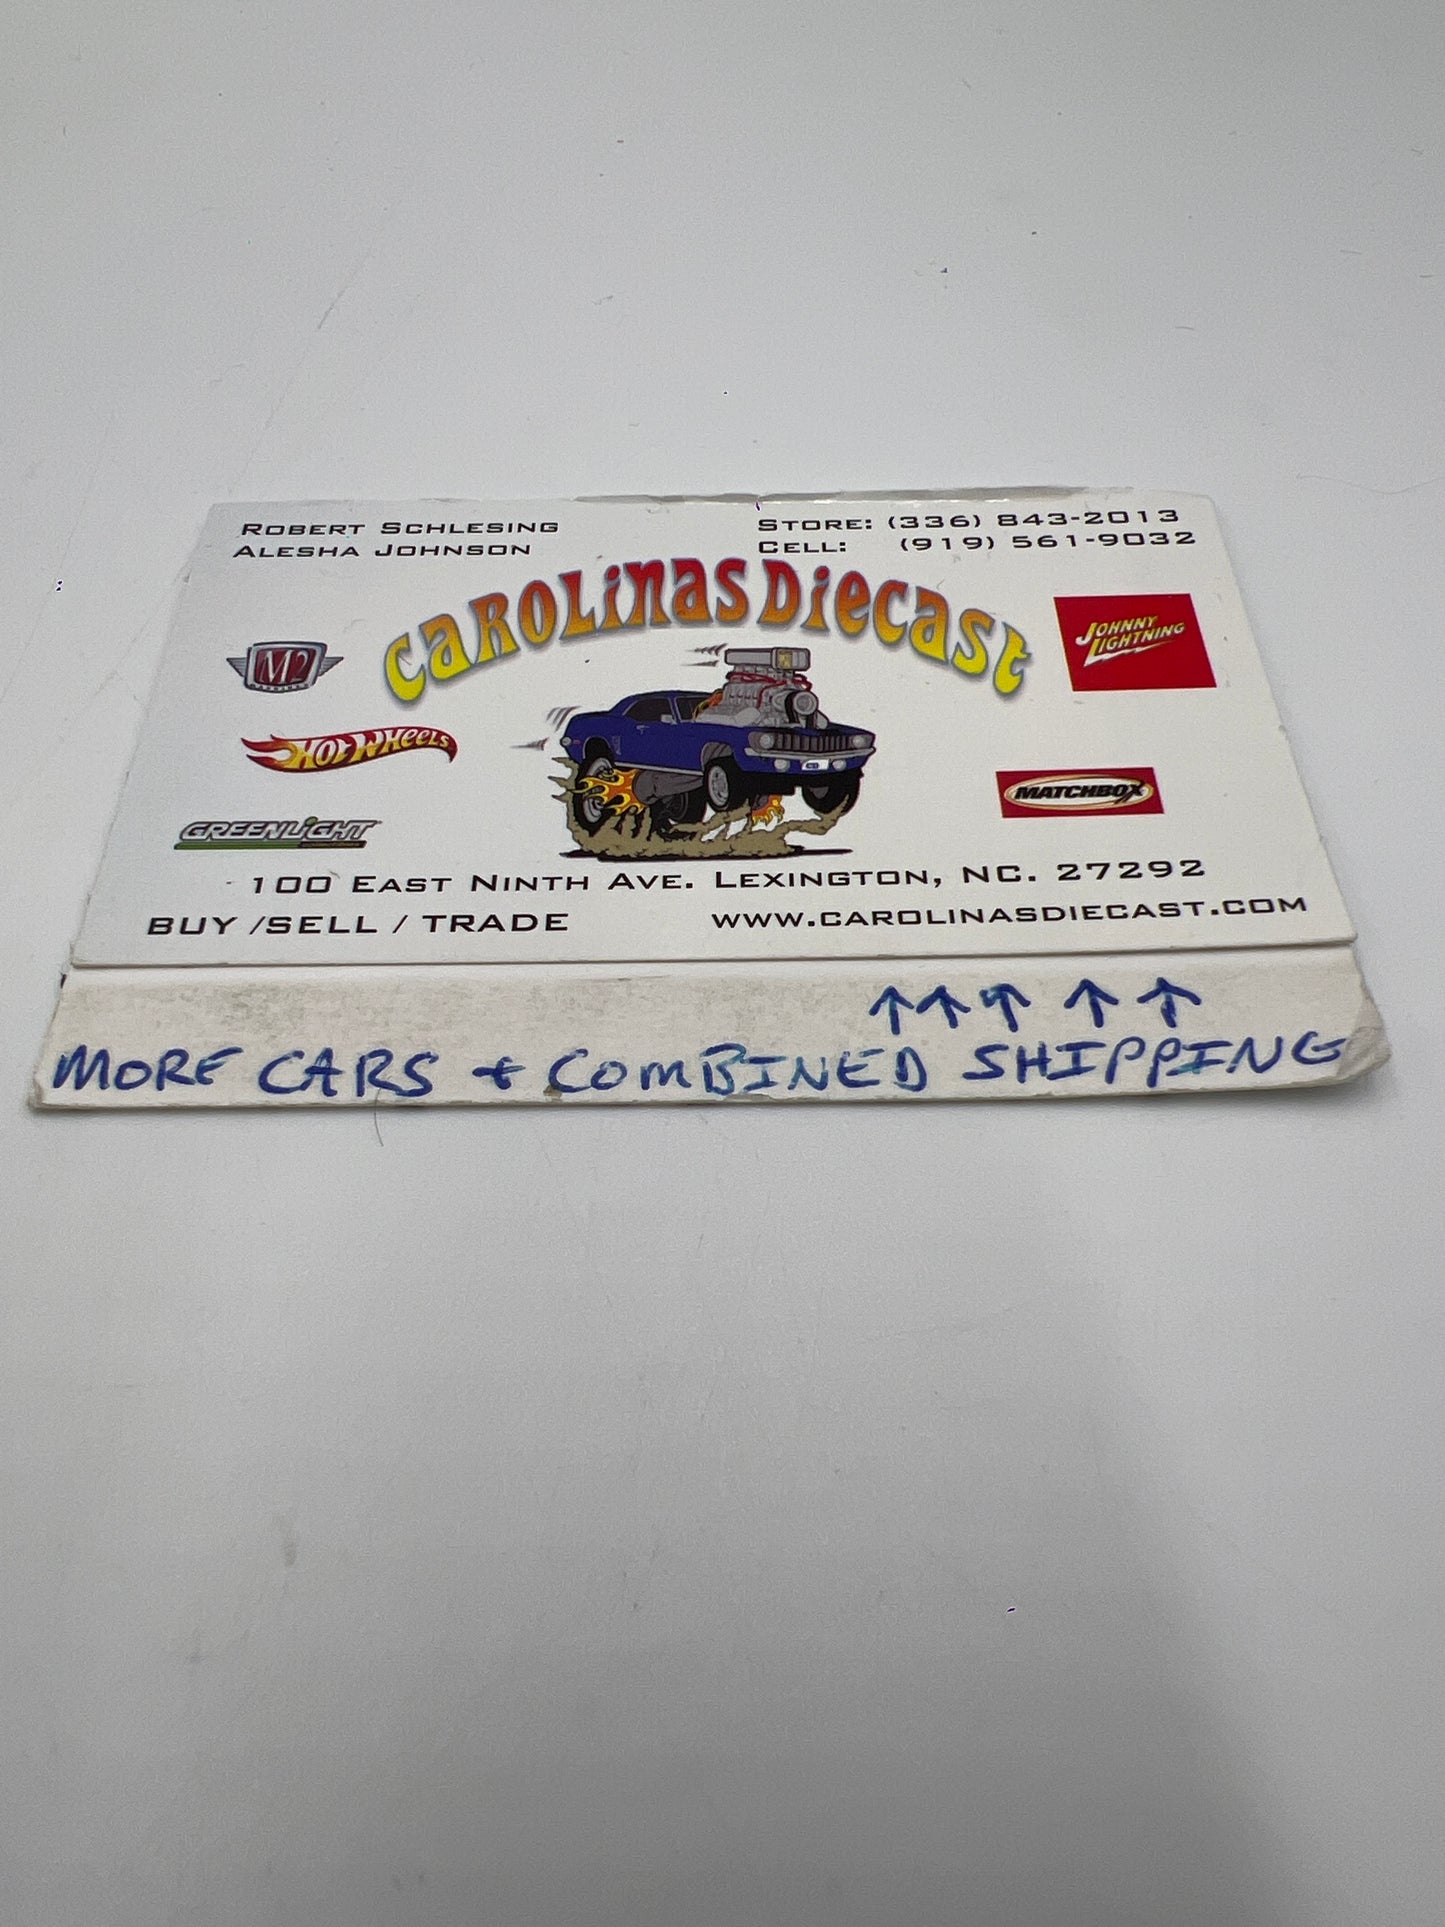 Robert Schlesing
Alesha Johnson
Store: (336) 843-2013
Cell: (919) 561-9032
Carolinas Diecast
M2
Johnny Lightning
Hot Wheels
Matchbox
Greenlight
100 East Ninth Ave. Lexington, NC. 27292
BUY /SELL / TRADE
www.carolinasdiecast.com
↑↑↑ ↑ ↑
MORE CARS + COMBINED SHIPPING